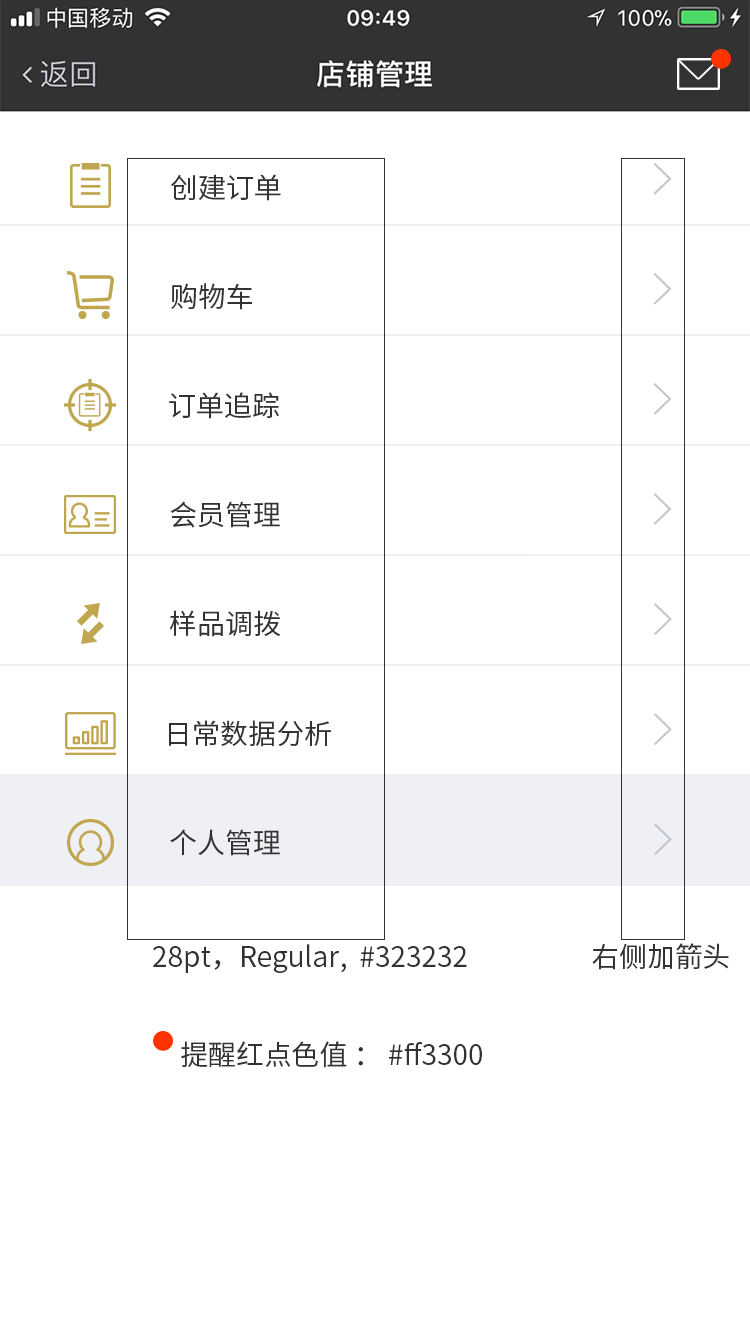 中国移动 09:49 100%
返回 店铺管理
创建订单
购物车
订单追踪
会员管理
样品调拨
日常数据分析
个人管理
28pt，Regular, #323232 右侧加箭头
提醒红点色值： #ff3300